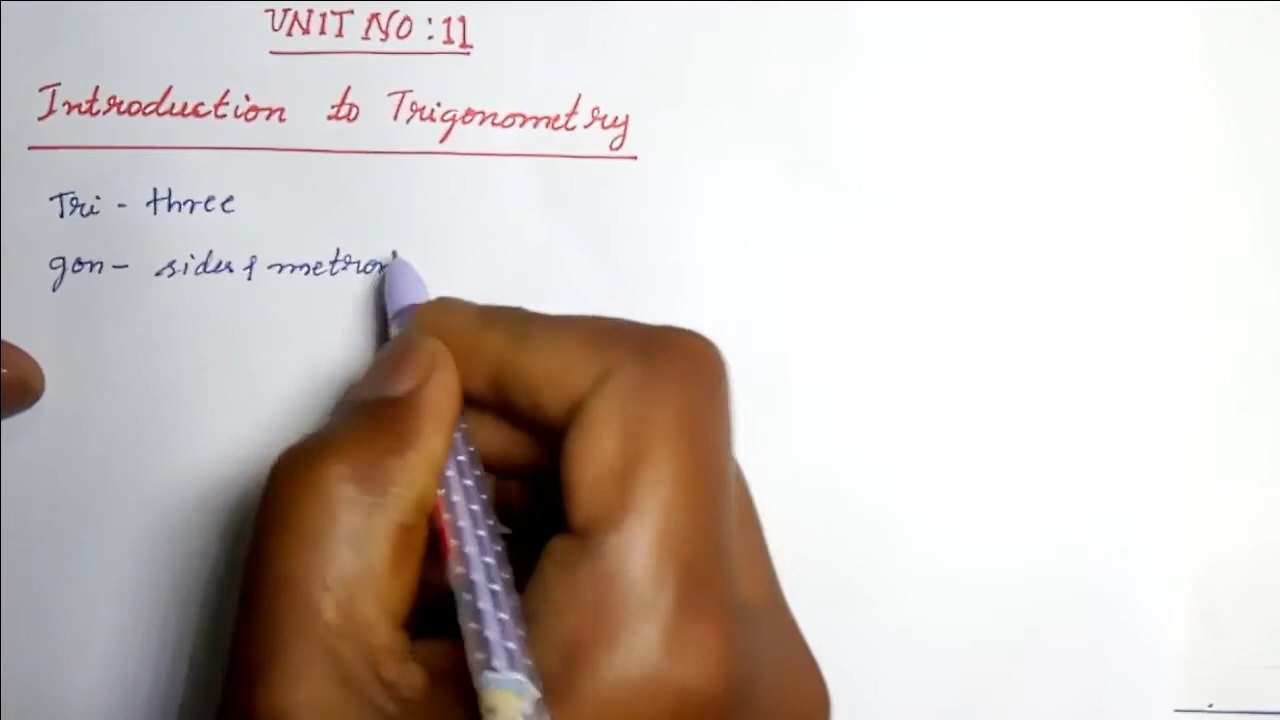 UNIT NO : 11
Introduction to Trigonometry
Tri - three
gon - sides & metron